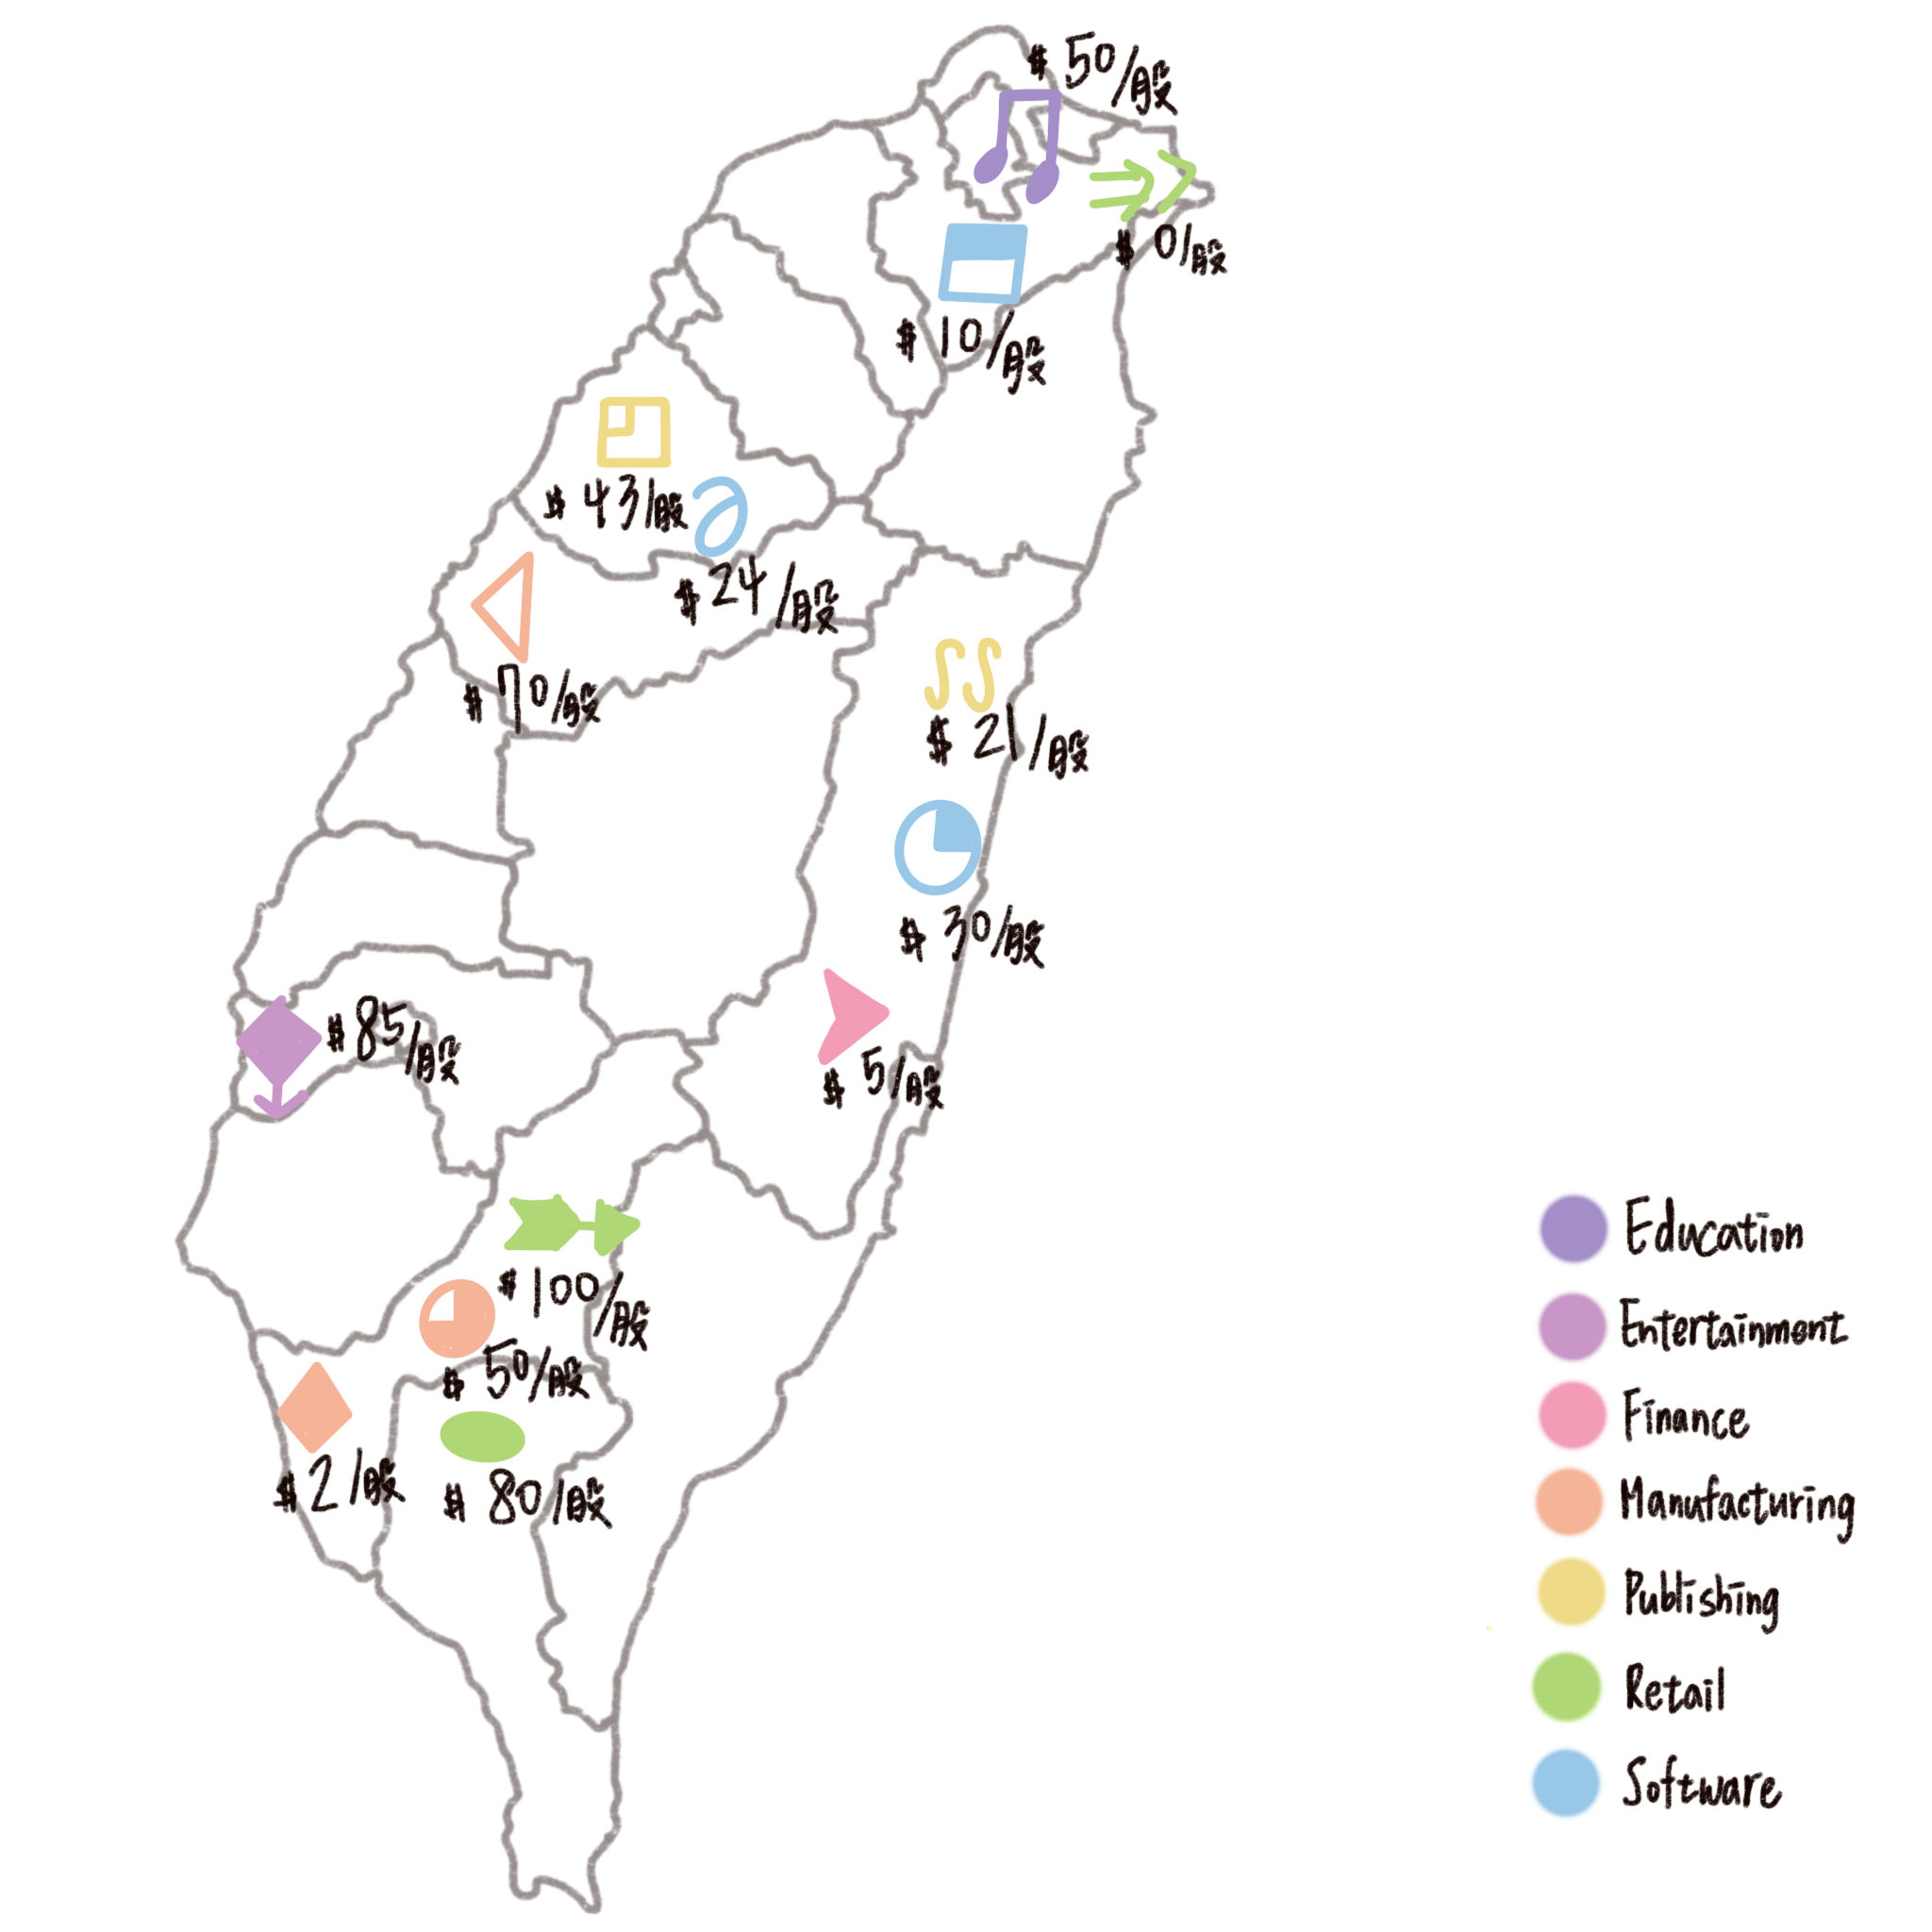 $ 50/股
$ 0/股
$ 10/股
$ 43/股
$ 24/股
$ 70/股
$ 21/股
$ 30/股
$ 85/股
$ 5/股
$ 100/股
$ 50/股
$ 2/股
$ 80/股
Education
Entertainment
Finance
Manufacturing
Publishing
Retail
Software